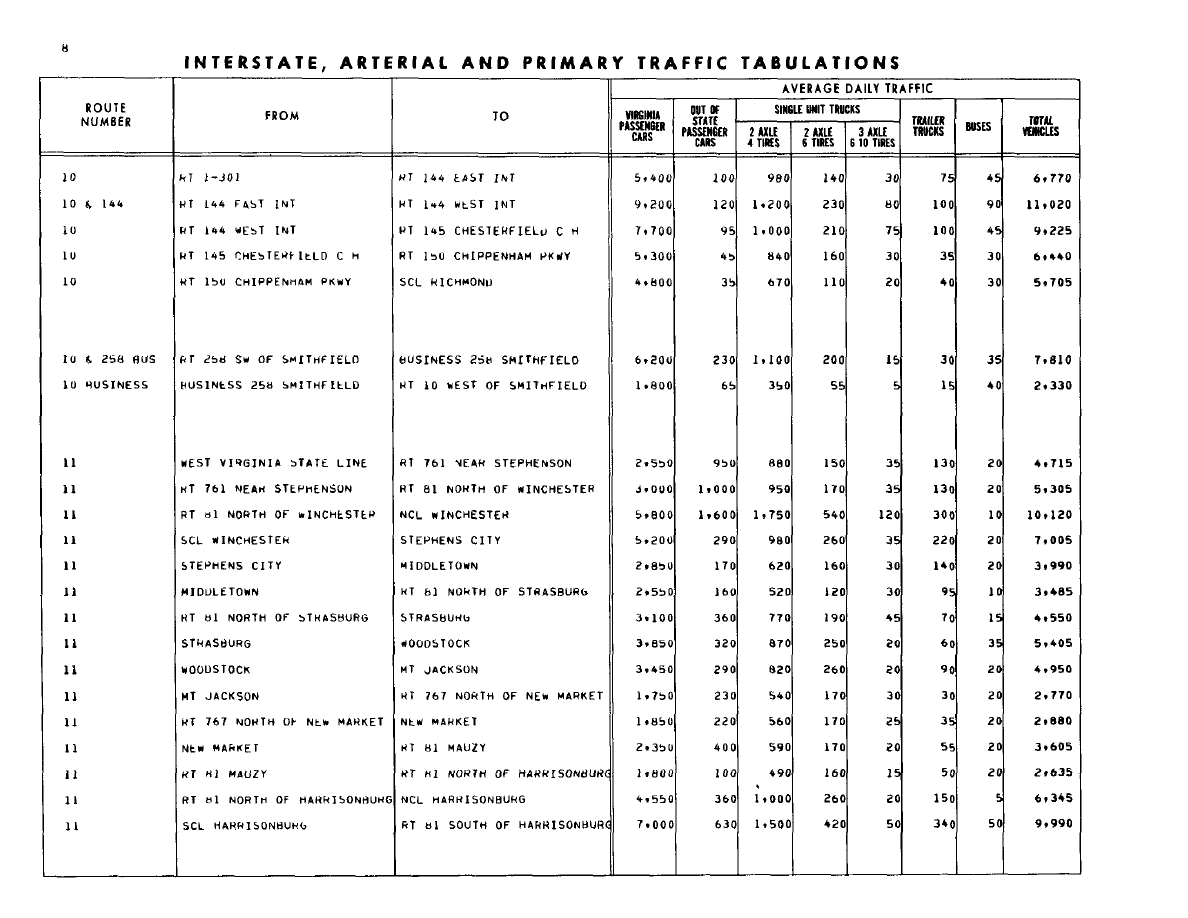 8
INTERSTATE, ARTERIAL AND PRIMARY TRAFFIC TABULATIONS
ROUTE NUMBER FROM TO AVERAGE DAILY TRAFFIC
VIRGINIA PASSENGER CARS OUT OF STATE PASSENGER CARS SINGLE UNIT TRUCKS TRAILER TRUCKS BUSES TOTAL VEHICLES
2 AXLE 4 TIRES 2 AXLE 6 TIRES 3 AXLE 6 10 TIRES
10 RT 1-301 RT 144 EAST INT 5,400 100 980 140 30 75 45 6,770
10 & 144 RT 144 EAST INT RT 144 WEST INT 9,200 120 1,200 230 80 100 90 11,020
10 RT 144 WEST INT RT 145 CHESTERFIELD C H 7,700 95 1,000 210 75 100 45 9,225
10 RT 145 CHESTERFIELD C H RT 150 CHIPPENHAM PKWY 5,300 45 840 160 30 35 30 6,440
10 RT 150 CHIPPENHAM PKWY SCL RICHMOND 4,800 35 670 110 20 40 30 5,705
10 & 258 BUS RT 258 SW OF SMITHFIELD BUSINESS 258 SMITHFIELD 6,200 230 1,100 200 15 30 35 7,810
10 BUSINESS BUSINESS 258 SMITHFIELD RT 10 WEST OF SMITHFIELD 1,800 65 350 55 5 15 40 2,330
11 WEST VIRGINIA STATE LINE RT 761 NEAR STEPHENSON 2,550 950 880 150 35 130 20 4,715
11 RT 761 NEAR STEPHENSON RT 81 NORTH OF WINCHESTER 3,000 1,000 950 170 35 130 20 5,305
11 RT 81 NORTH OF WINCHESTER NCL WINCHESTER 5,800 1,600 1,750 540 120 300 10 10,120
11 SCL WINCHESTER STEPHENS CITY 5,200 290 980 260 35 220 20 7,005
11 STEPHENS CITY MIDDLETOWN 2,850 170 620 160 30 140 20 3,990
11 MIDDLETOWN RT 81 NORTH OF STRASBURG 2,550 160 520 120 30 95 10 3,485
11 RT 81 NORTH OF STRASBURG STRASBURG 3,100 360 770 190 45 70 15 4,550
11 STRASBURG WOODSTOCK 3,850 320 870 250 20 60 35 5,405
11 WOODSTOCK MT JACKSON 3,450 290 820 260 20 90 20 4,950
11 MT JACKSON RT 767 NORTH OF NEW MARKET 1,750 230 540 170 30 30 20 2,770
11 RT 767 NORTH OF NEW MARKET NEW MARKET 1,850 220 560 170 25 35 20 2,880
11 NEW MARKET RT 81 MAUZY 2,350 400 590 170 20 55 20 3,605
11 RT 81 MAUZY RT 81 NORTH OF HARRISONBURG 1,800 100 490 160 15 50 20 2,635
11 RT 81 NORTH OF HARRISONBURG NCL HARRISONBURG 4,550 360 1,000 260 20 150 5 6,345
11 SCL HARRISONBURG RT 81 SOUTH OF HARRISONBURG 7,000 630 1,500 420 50 340 50 9,990